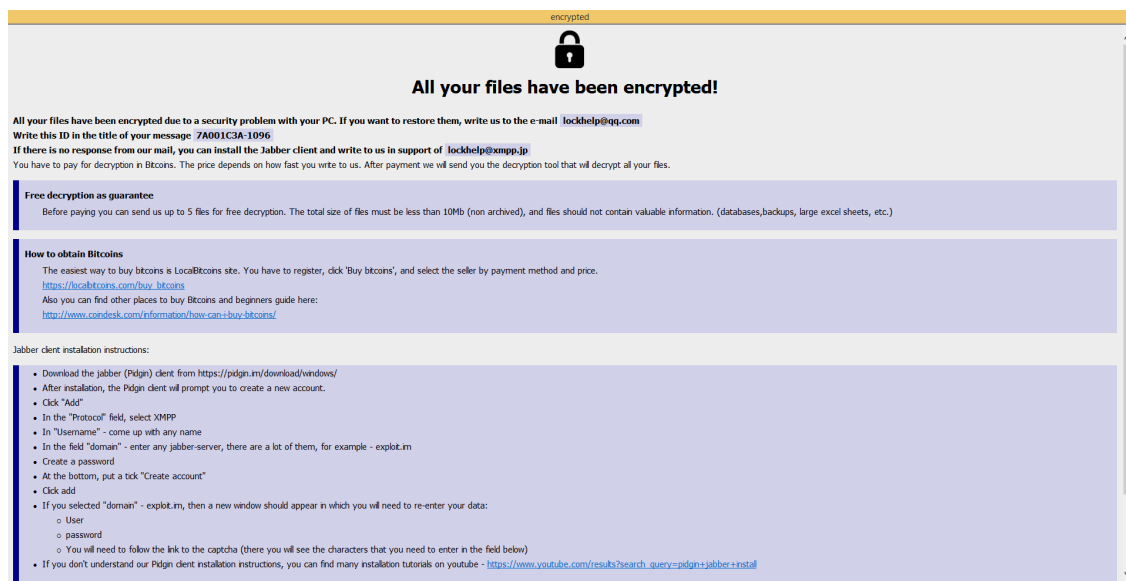 encrypted
All your files have been encrypted!
All your files have been encrypted due to a security problem with your PC. If you want to restore them, write us to the e-mail lockhelp@qq.com
Write this ID in the title of your message 7A001C3A-1096
If there is no response from our mail, you can install the Jabber client and write to us in support of lockhelp@xmpp.jp
You have to pay for decryption in Bitcoins. The price depends on how fast you write to us. After payment we will send you the decryption tool that will decrypt all your files.
Free decryption as guarantee
Before paying you can send us up to 5 files for free decryption. The total size of files must be less than 10Mb (non archived), and files should not contain valuable information. (databases,backups, large excel sheets, etc.)
How to obtain Bitcoins
The easiest way to buy bitcoins is LocalBitcoins site. You have to register, click 'Buy bitcoins', and select the seller by payment method and price.
https://localbitcoins.com/buy_bitcoins
Also you can find other places to buy Bitcoins and beginners guide here:
http://www.coindesk.com/information/how-can-i-buy-bitcoins/
Jabber client installation instructions:
• Download the jabber (Pidgin) client from https://pidgin.im/download/windows/
• After installation, the Pidgin client will prompt you to create a new account.
• Click "Add"
• In the "Protocol" field, select XMPP
• In "Username" - come up with any name
• In the field "domain" - enter any jabber-server, there are a lot of them, for example - exploit.im
• Create a password
• At the bottom, put a tick "Create account"
• Click add
• If you selected "domain" - exploit.im, then a new window should appear in which you will need to re-enter your data:
○ User
○ password
○ You will need to follow the link to the captcha (there you will see the characters that you need to enter in the field below)
• If you don't understand our Pidgin client installation instructions, you can find many installation tutorials on youtube - https://www.youtube.com/results?search_query=pidgin+jabber+install